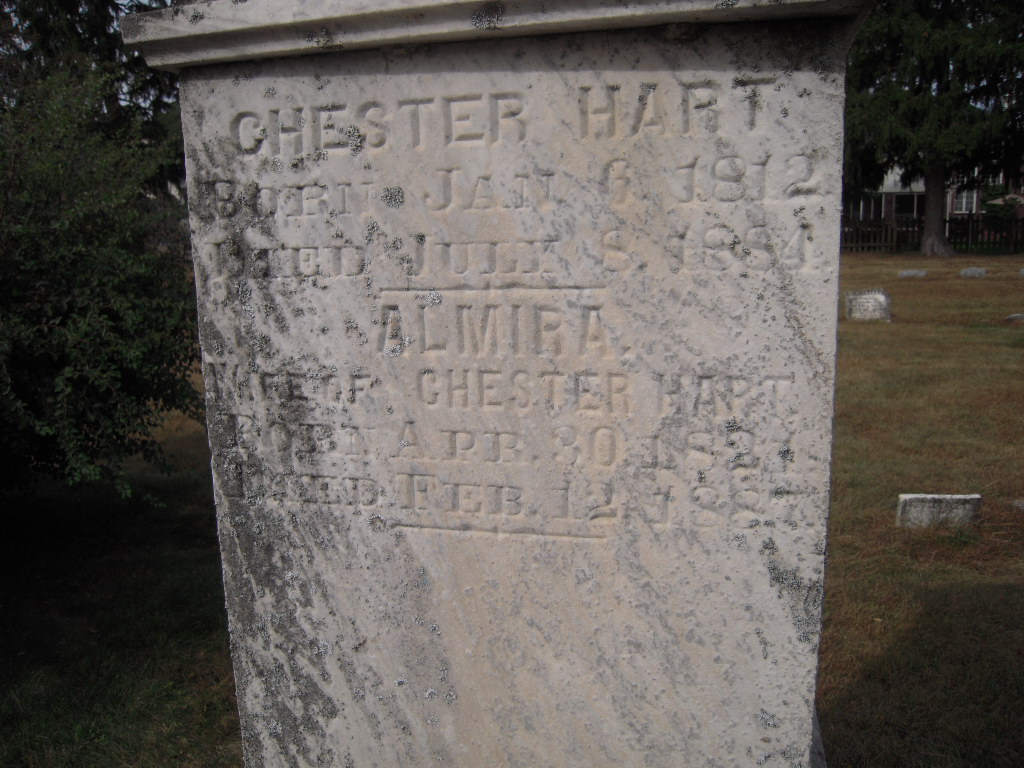 CHESTER HART
BORN JAN 6 1812
DIED JULY 8 1884
ALMIRA
WIFE OF CHESTER HART
BORN APR. 30 1821
DIED FEB. 12